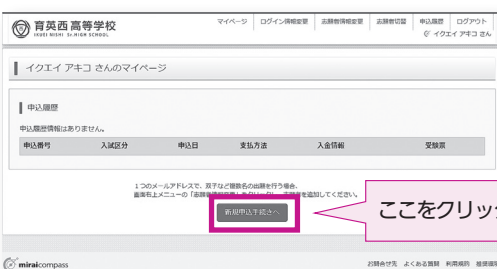 育英西高等学校
IKUEI NISHI Sr.HIGH SCHOOL
マイページ ログイン情報変更 志願者情報変更 志願者切替 申込履歴 ログアウト
イクエイ アキコ さん
イクエイ アキコ さんのマイページ
申込履歴
申込履歴情報はありません。
申込番号 入試区分 申込日 支払方法 入金情報 受験票
1つのメールアドレスで、双子など複数名の出願を行う場合、
画面右上メニューの「志願者情報変更」をクリックし、志願者を追加してください。
新規申込手続きへ
ここをクリッ
miraicompass
お問合せ先 よくある質問 利用規約 推奨環